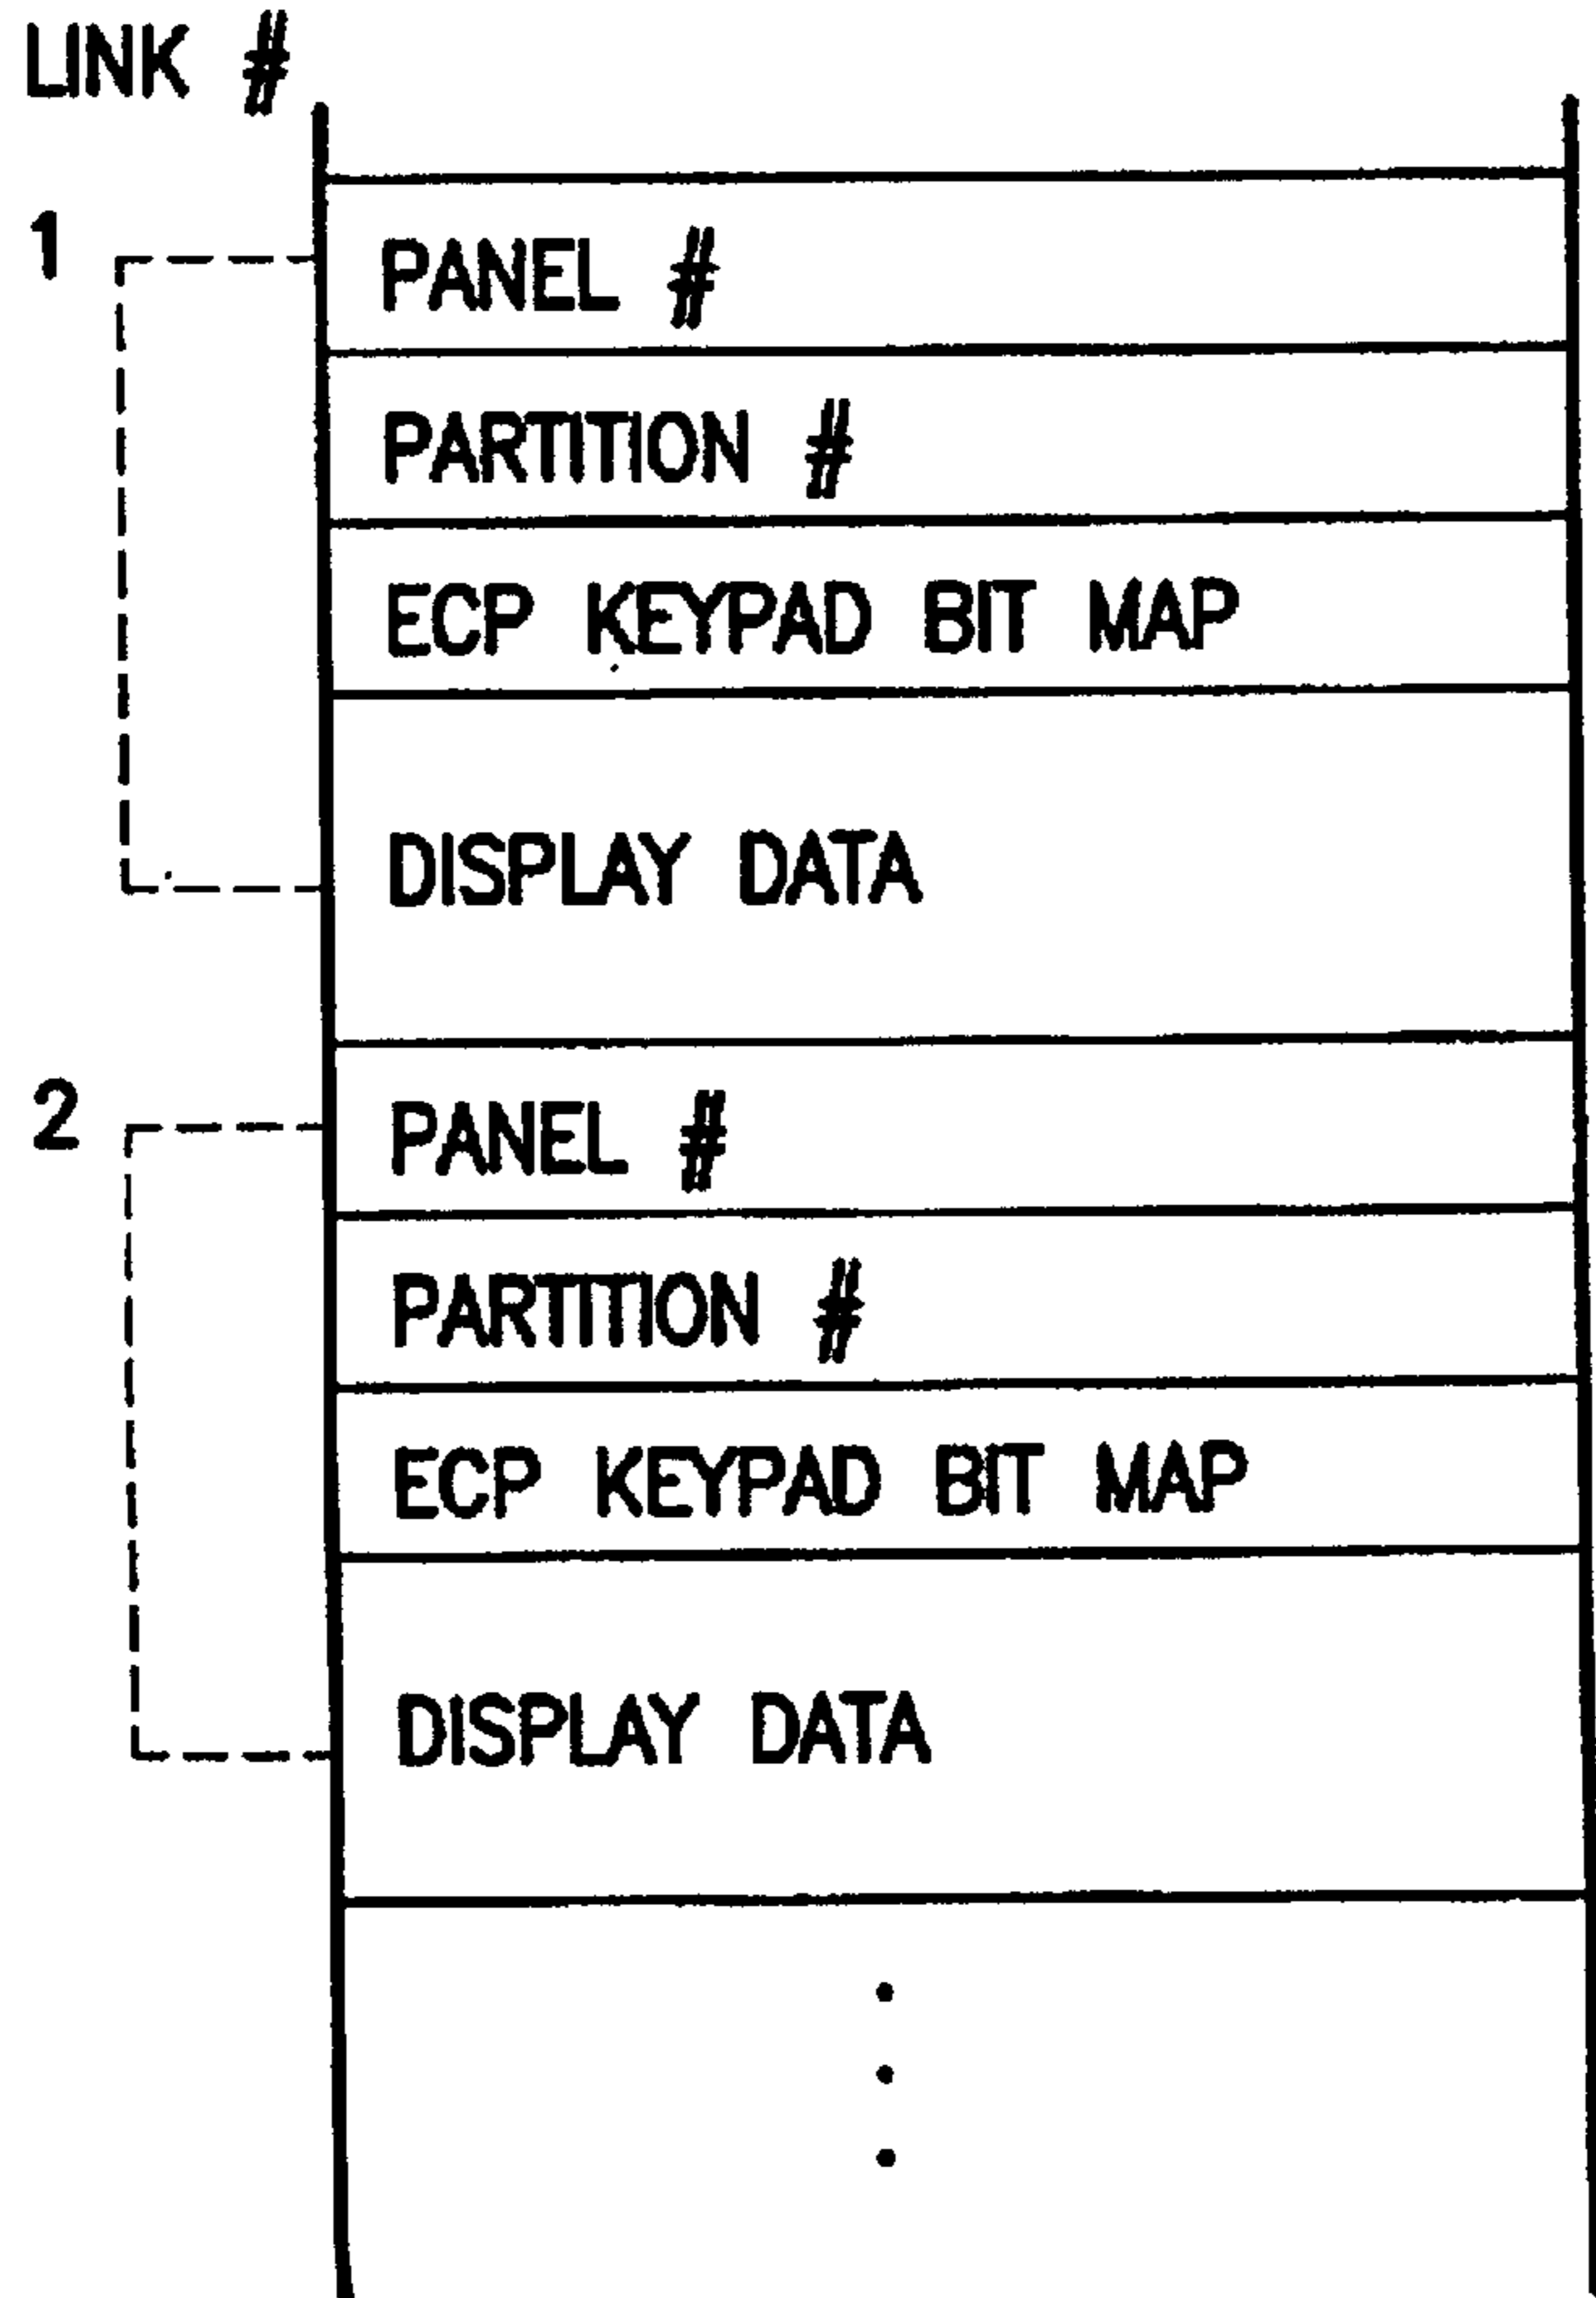 LINK #
1
PANEL #
PARTITION #
ECP KEYPAD BIT MAP
DISPLAY DATA
2
PANEL #
PARTITION #
ECP KEYPAD BIT MAP
DISPLAY DATA